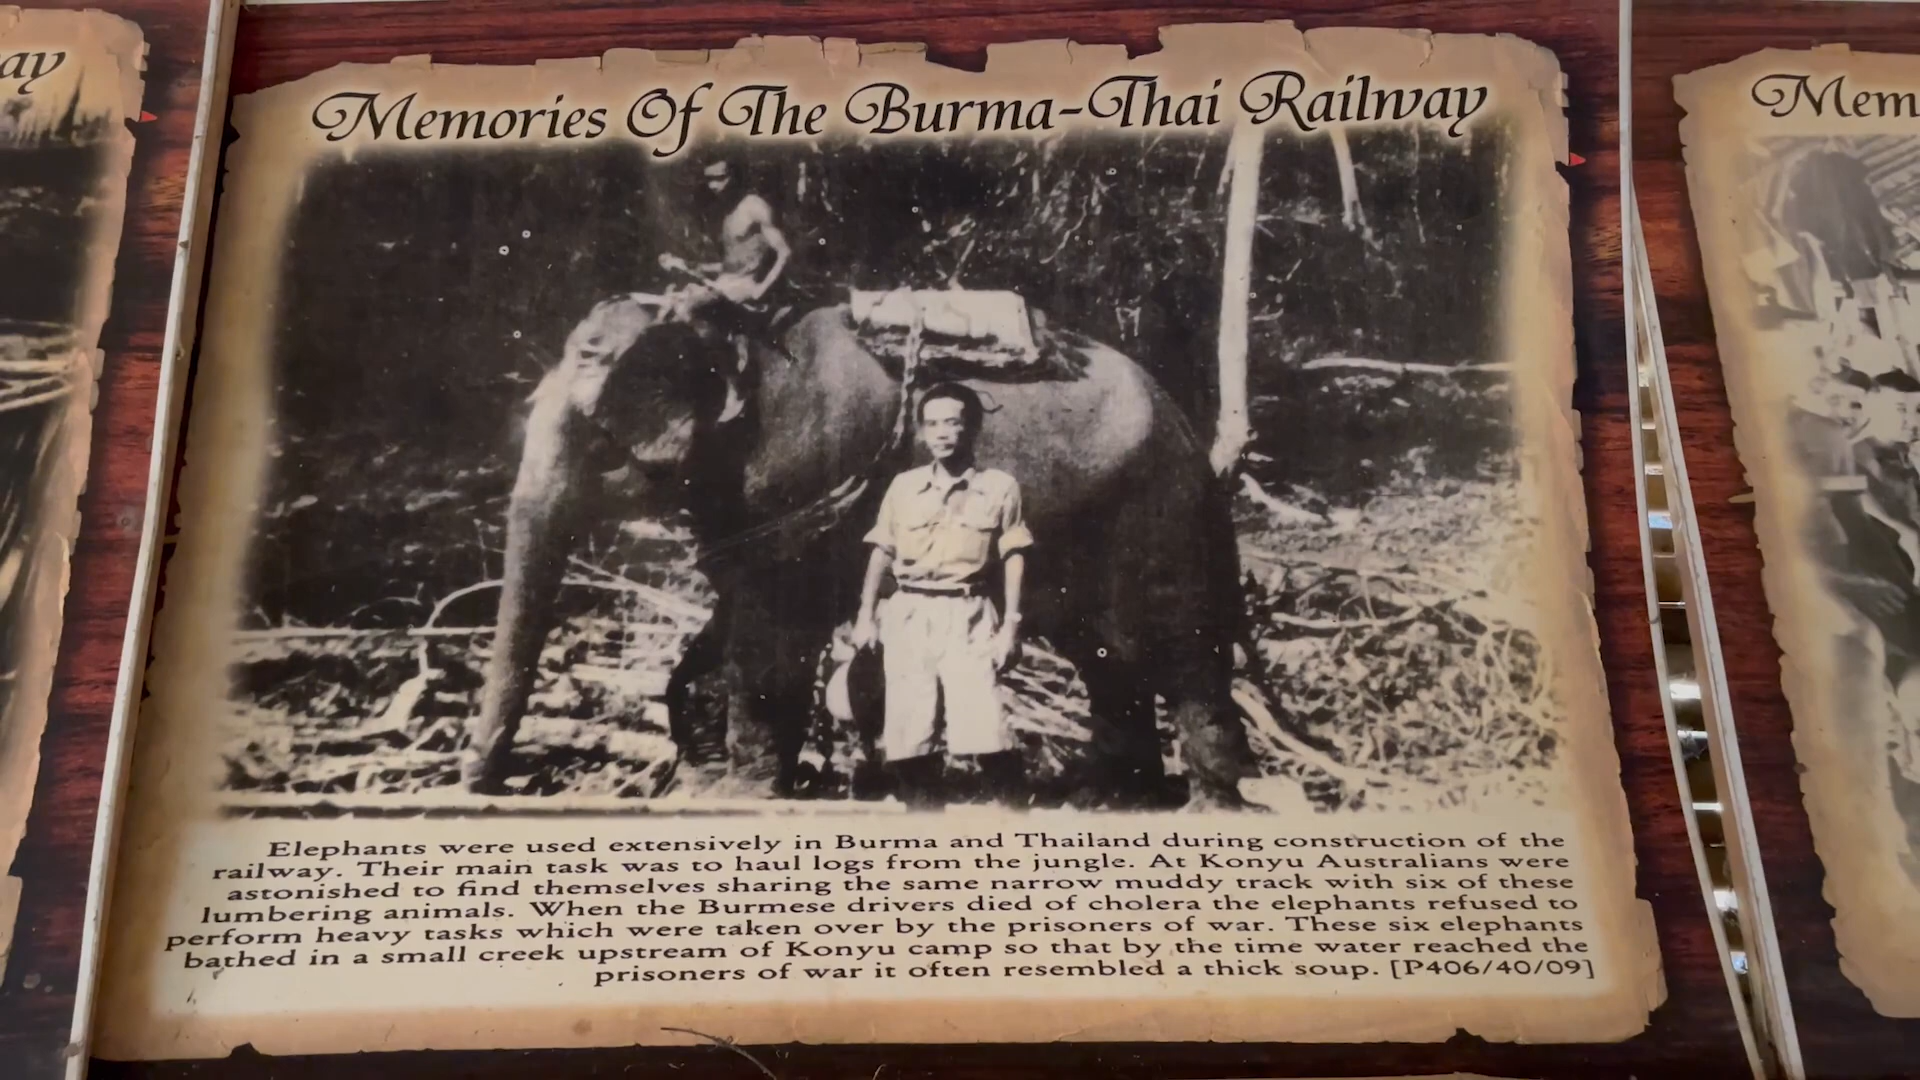 ay
Memories Of The Burma-Thai Railway
Mem
Elephants were used extensively in Burma and Thailand during construction of the
railway. Their main task was to haul logs from the jungle. At Konyu Australians were
astonished to find themselves sharing the same narrow muddy track with six of these
lumbering animals. When the Burmese drivers died of cholera the elephants refused to
perform heavy tasks which were taken over by the prisoners of war. These six elephants
bathed in a small creek upstream of Konyu camp so that by the time water reached the
prisoners of war it often resembled a thick soup. [P406/40/09]